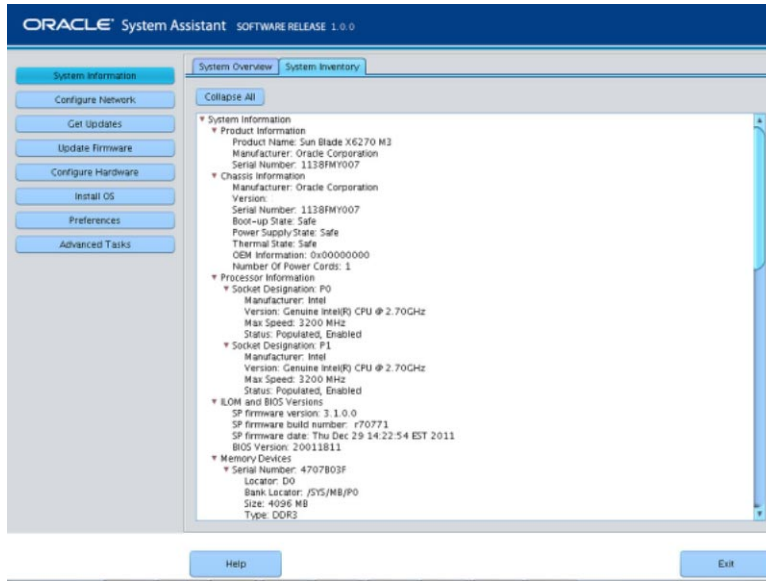 ORACLE System Assistant SOFTWARE RELEASE 1.0.0
System Information
Configure Network
Get Updates
Update Firmware
Configure Hardware
Install OS
Preferences
Advanced Tasks
System Overview System Inventory
Collapse All
System Information
Product Information
Product Name: Sun Blade X6270 M3
Manufacturer: Oracle Corporation
Serial Number: 1138FMY007
Chassis Information
Manufacturer: Oracle Corporation
Version:
Serial Number: 1138FMY007
Boot-up State: Safe
Power Supply State: Safe
Thermal State: Safe
OEM Information: 0x00000000
Number Of Power Cords: 1
Processor Information
Socket Designation: P0
Manufacturer: Intel
Version: Genuine Intel(R) CPU @ 2.70GHz
Max Speed: 3200 MHz
Status: Populated, Enabled
Socket Designation: P1
Manufacturer: Intel
Version: Genuine Intel(R) CPU @ 2.70GHz
Max Speed: 3200 MHz
Status: Populated, Enabled
ILOM and BIOS Versions
SP firmware version: 3.1.0.0
SP firmware build number: r70771
SP firmware date: Thu Dec 29 14:22:54 EST 2011
BIOS Version: 20011811
Memory Devices
Serial Number: 4707B03F
Locator: D0
Bank Locator: /SYS/MB/P0
Size: 4096 MB
Type: DDR3
Help
Exit